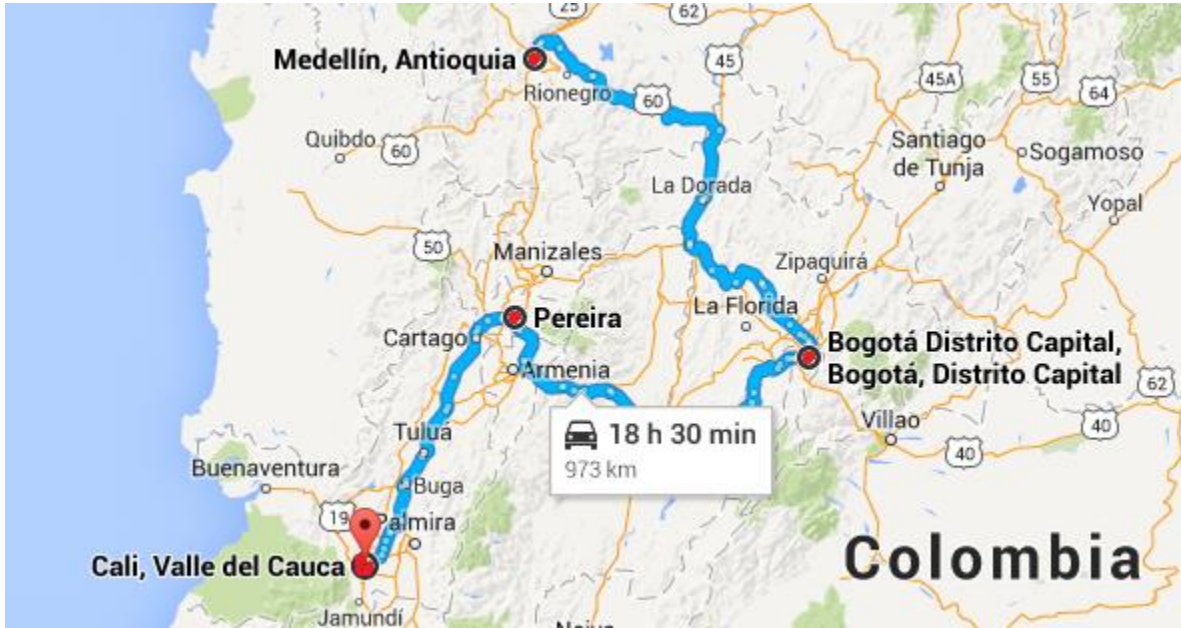 25
62
Medellín, Antioquia
45
45A
55
64
Rionegro
60
Quibdo
60
Santiago
de Tunja
Sogamoso
La Dorada
Yopal
50
Manizales
Zipaquirá
La Florida
Pereira
Cartago
Bogotá Distrito Capital,
Bogotá, Distrito Capital
Armenia
62
18 h 30 min
973 km
Villao
40
40
Tuluá
Buenaventura
Buga
19
Palmira
Cali, Valle del Cauca
Colombia
Jamundí